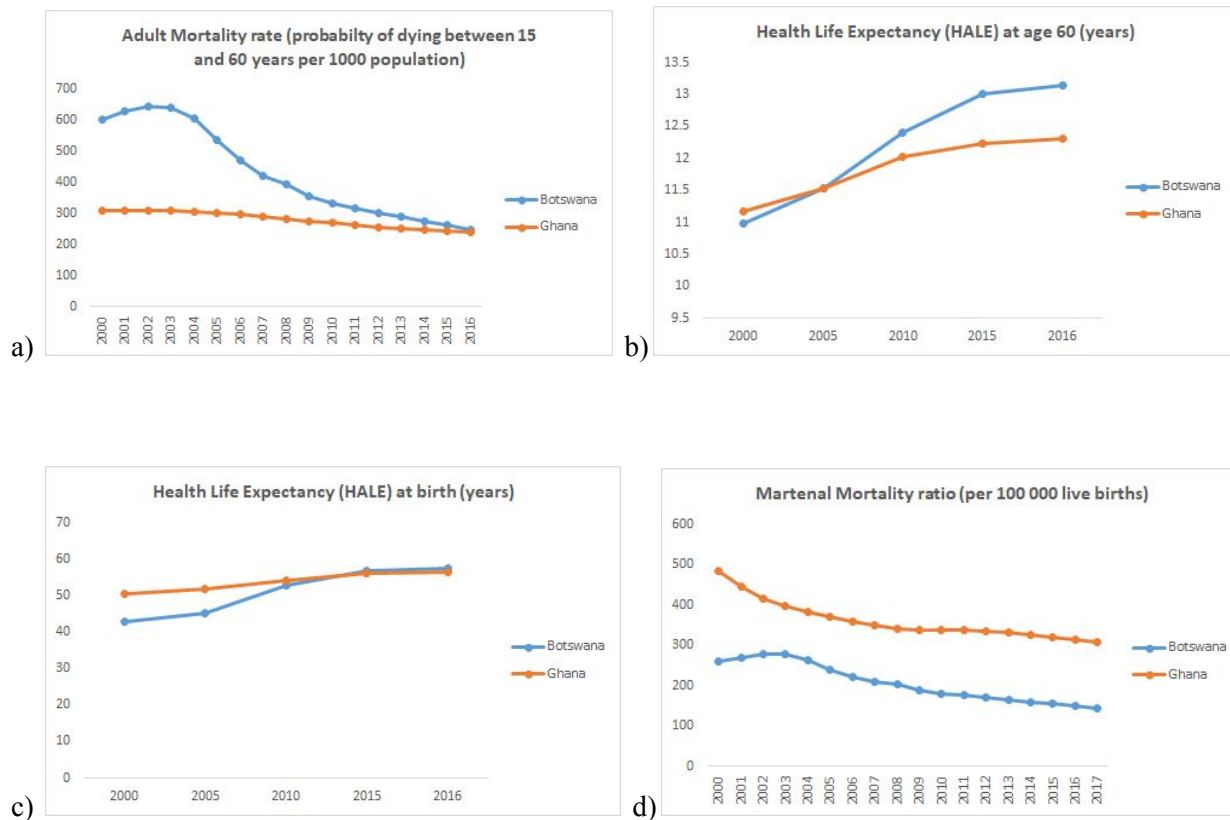 Adult Mortality rate (probabilty of dying between 15
and 60 years per 1000 population)
700
600
500
400
300
200
100
0
2000 2001 2002 2003 2004 2005 2006 2007 2008 2009 2010 2011 2012 2013 2014 2015 2016
Botswana
Ghana
a)
Health Life Expectancy (HALE) at age 60 (years)
13.5
13
12.5
12
11.5
11
10.5
10
9.5
2000 2005 2010 2015 2016
Botswana
Ghana
b)
Health Life Expectancy (HALE) at birth (years)
70
60
50
40
30
20
10
0
2000 2005 2010 2015 2016
Botswana
Ghana
c)
Martenal Mortality ratio (per 100 000 live births)
600
500
400
300
200
100
0
2000 2001 2002 2003 2004 2005 2006 2007 2008 2009 2010 2011 2012 2013 2014 2015 2016 2017
Botswana
Ghana
d)